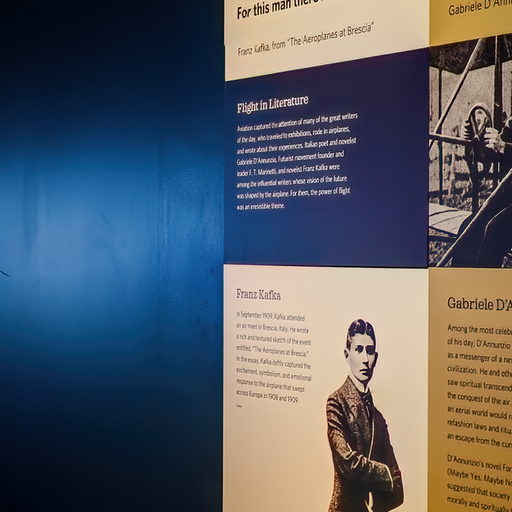 For this man there
Franz Kafka, from "The Aeroplanes at Brescia"
Gabriele D'Ann
Flight in Literature
Aviation captured the attention of many of the great writers
of the day, who traveled to exhibitions, rode in airplanes,
and wrote about their experiences. Italian poet and novelist
Gabriele D'Annunzio, Futurist movement founder and
leader F. T. Marinetti, and novelist Franz Kafka were
among the influential writers whose vision of the future
was shaped by the airplane. For them, the power of flight
was an irresistible theme.
Franz Kafka
In September 1909, Kafka attended
an air meet in Brescia, Italy. He wrote
a rich and textured sketch of the event
entitled, "The Aeroplanes at Brescia."
In the essay, Kafka deftly captured the
excitement, symbolism, and emotional
response to the airplane that swept
across Europe in 1908 and 1909.
Gabriele D'A
Among the most celeb
of his day, D'Annunzio
as a messenger of a ne
civilization. He and oth
saw spiritual transcend
the conquest of the air
an aerial world would r
refashion laws and ritu
an escape from the cur
D'Annunzio's novel For
(Maybe Yes, Maybe No
suggested that society
morally and spiritually